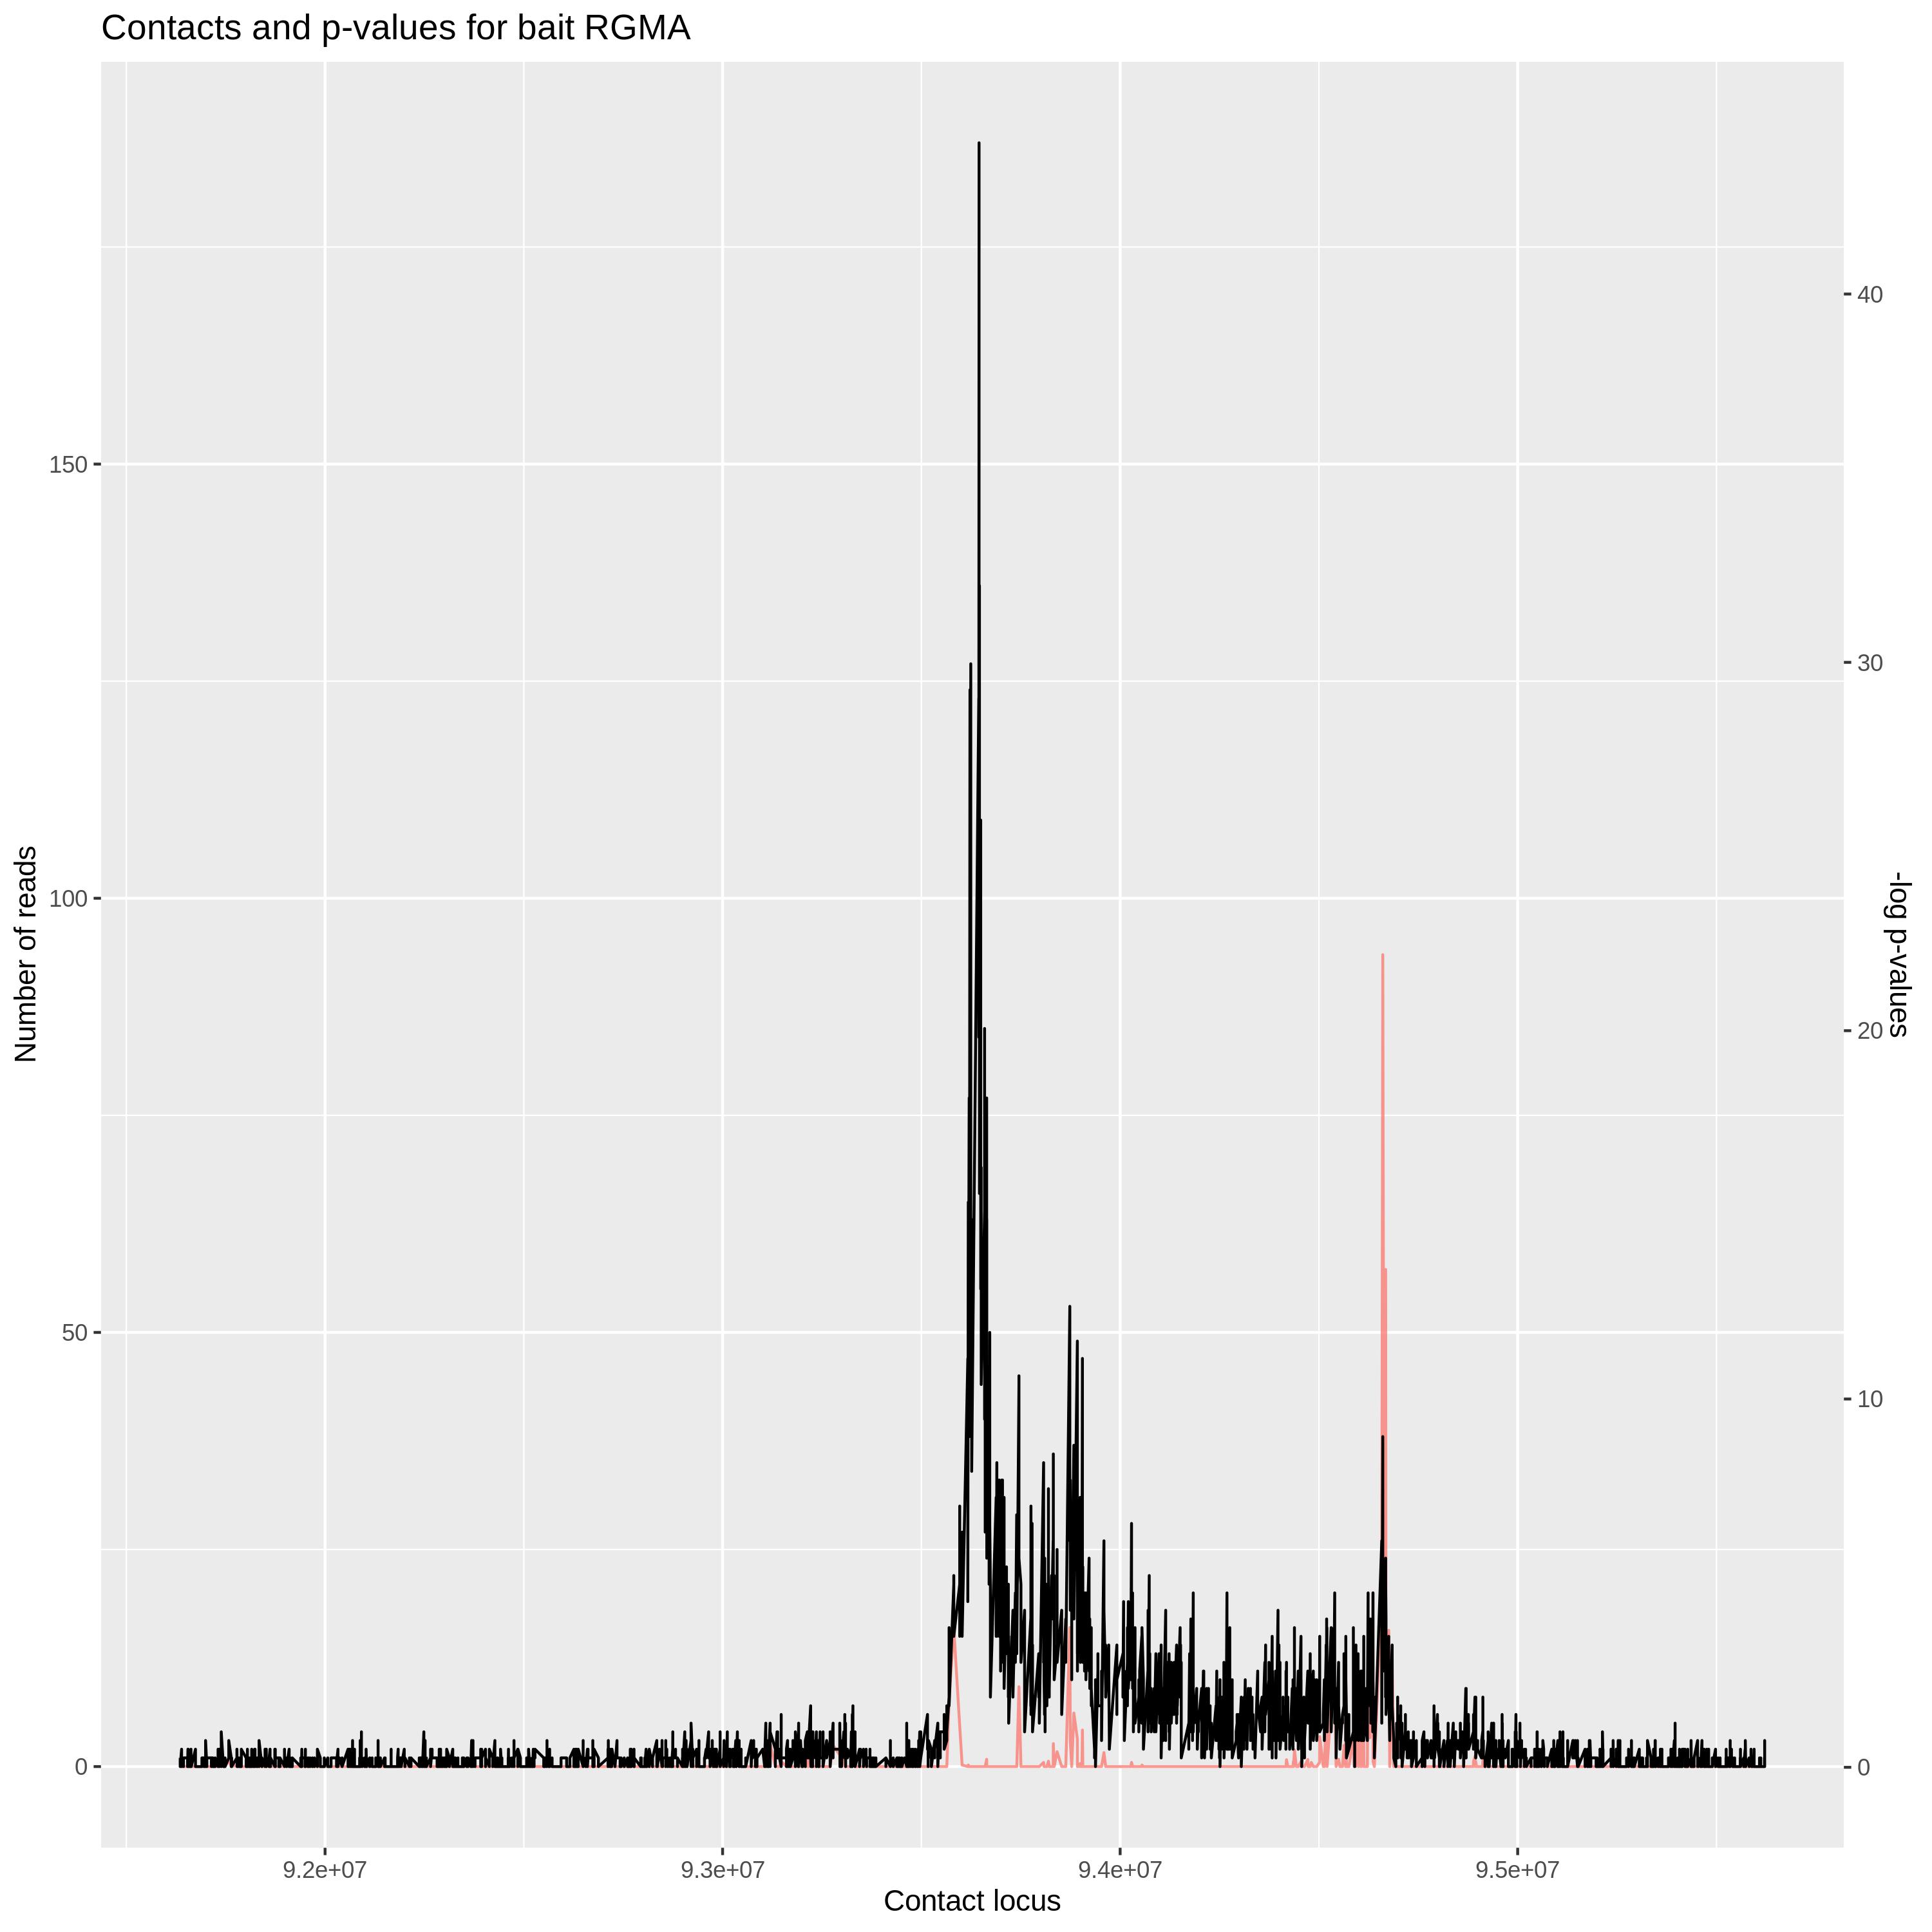 Contacts and p-values for bait RGMA
Number of reads
150
100
50
0
40
30
20
10
0
-log p-values
9.2e+07
9.3e+07
9.4e+07
9.5e+07
Contact locus